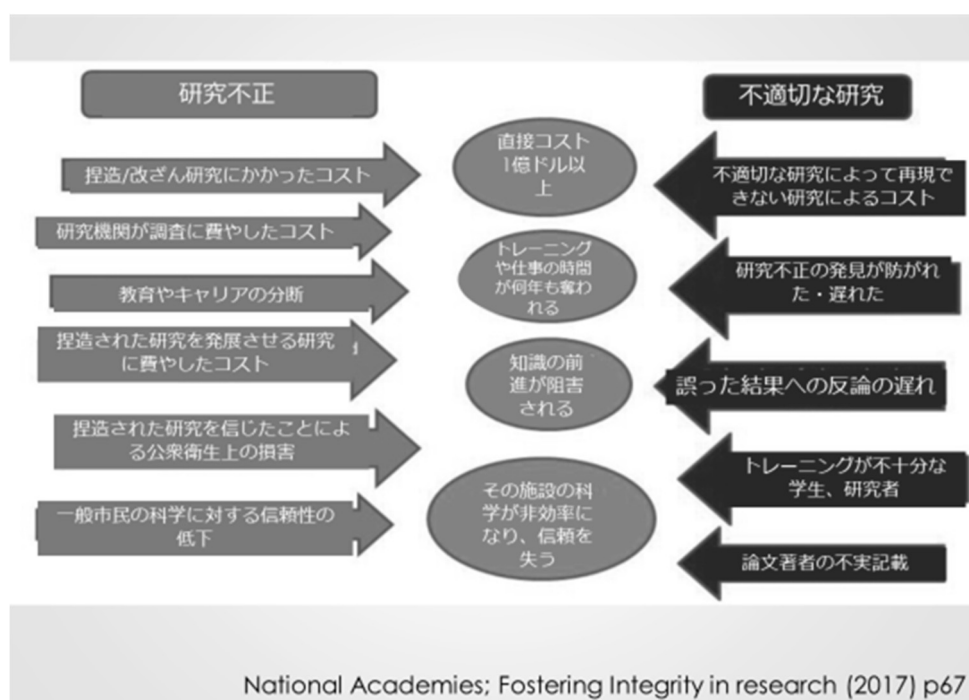 研究不正
捏造/改ざん研究にかかったコスト
研究機関が調査に費やしたコスト
教育やキャリアの分断
捏造された研究を発展させる研究
に費やしたコスト
捏造された研究を信じたことによ
る公衆衛生上の損害
一般市民の科学に対する信頼性の
低下
直接コスト
1億ドル以
上
トレーニング
や仕事の時間
が何年も奪わ
れる
知識の前
進が阻害
される
その施設の科
学が非効率に
なり、信頼を
失う
不適切な研究
不適切な研究によって再現で
きない研究によるコスト
研究不正の発見が防がれ
た・遅れた
誤った結果への反論の遅れ
トレーニングが不十分な
学生、研究者
論文著者の不実記載
National Academies; Fostering Integrity in research (2017) p67